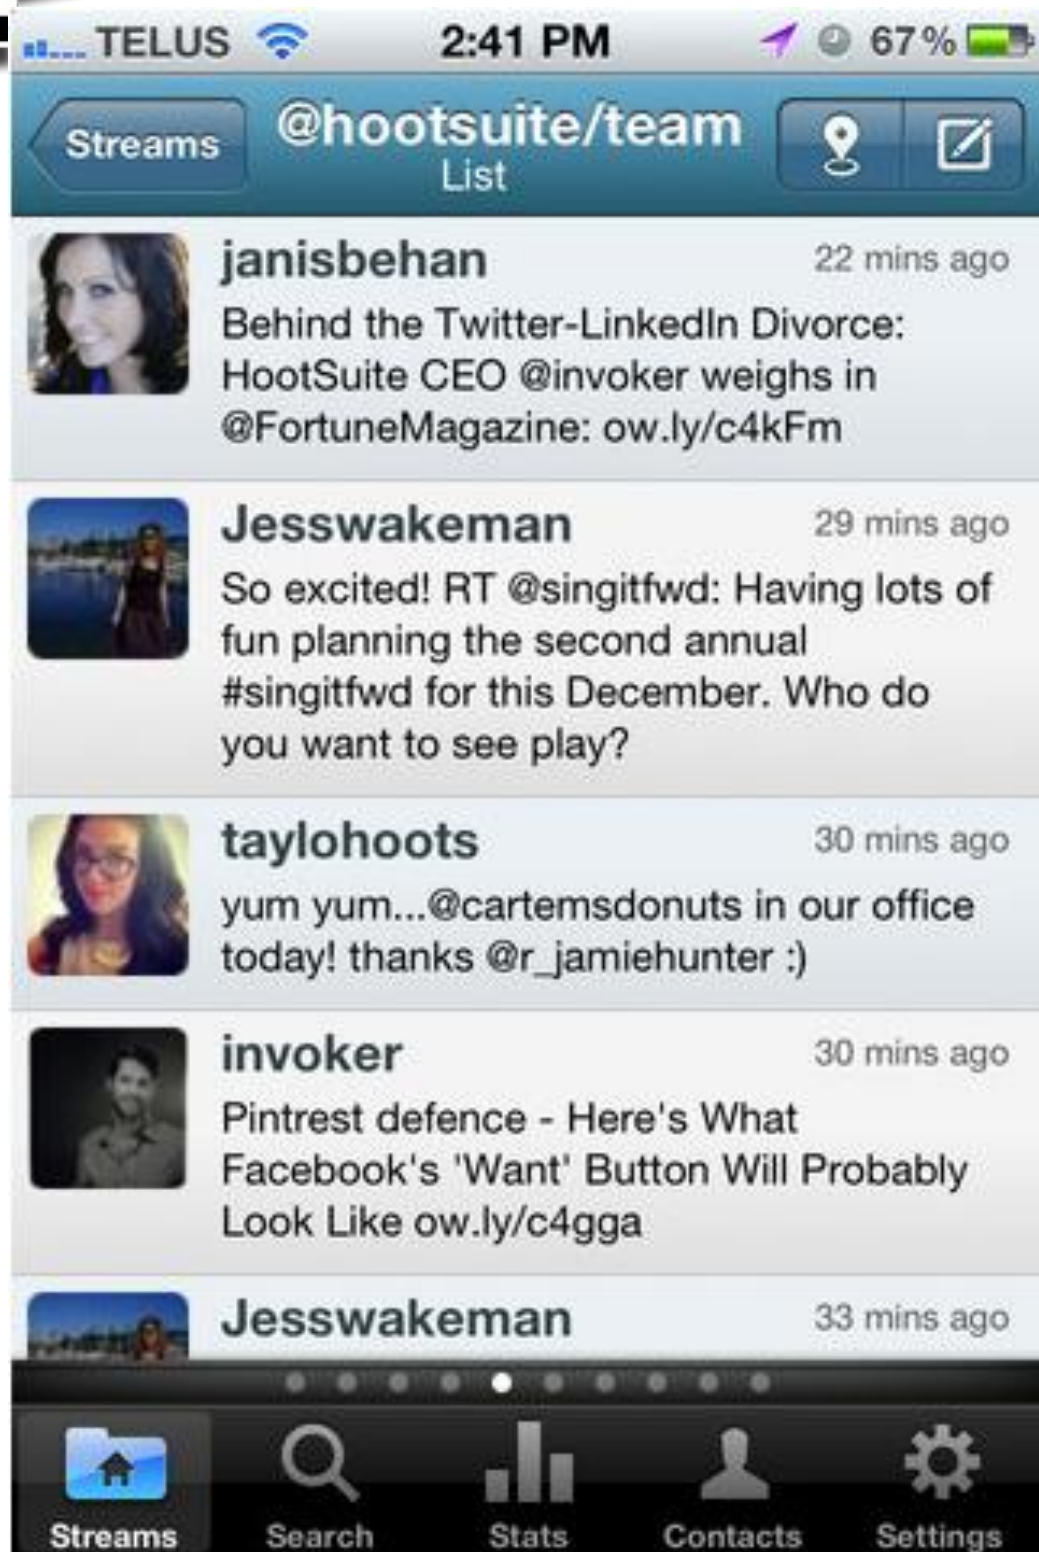 TELUS 2:41 PM 67%
Streams @hootsuite/team
List
janisbehan 22 mins ago
Behind the Twitter-LinkedIn Divorce:
HootSuite CEO @invoker weighs in
@FortuneMagazine: ow.ly/c4kFm
Jesswakeman 29 mins ago
So excited! RT @singitfwd: Having lots of
fun planning the second annual
#singitfwd for this December. Who do
you want to see play?
taylohoots 30 mins ago
yum yum...@cartemsdonuts in our office
today! thanks @r_jamiehunter :)
invoker 30 mins ago
Pintrest defence - Here's What
Facebook's 'Want' Button Will Probably
Look Like ow.ly/c4gga
Jesswakeman 33 mins ago
Streams Search Stats Contacts Settings